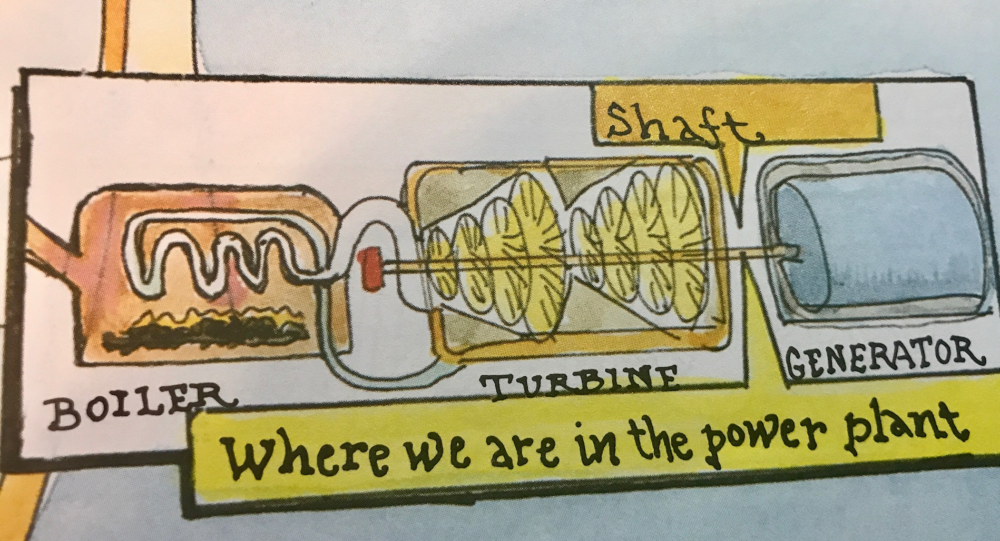 Shaft
BOILER
TURBINE
GENERATOR
Where we are in the power plant